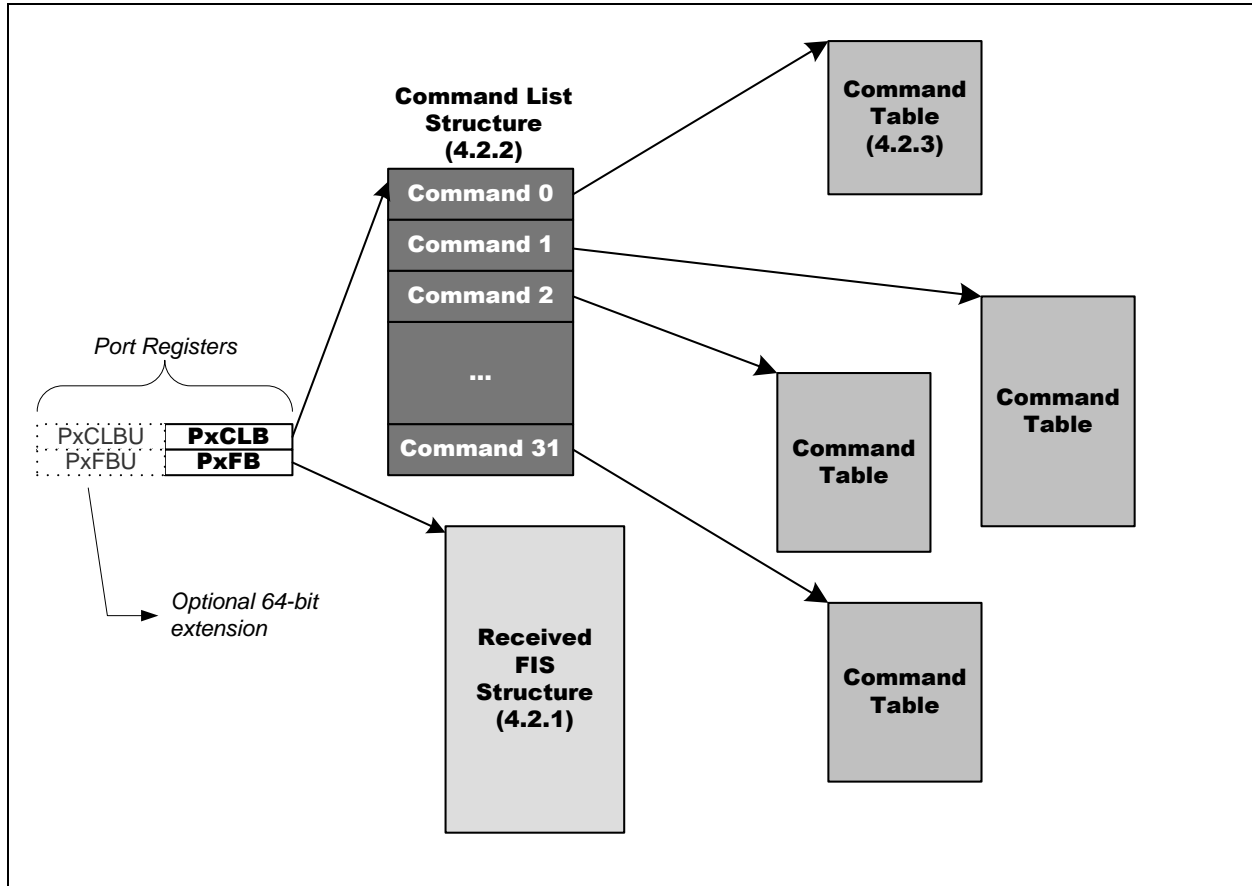 Command List
Structure
(4.2.2)
Command 0
Command 1
Command 2
...
Command 31
Command
Table
(4.2.3)
Command
Table
Command
Table
Command
Table
Port Registers
PxCLBU PxCLB
PxFBU PxFB
Optional 64-bit
extension
Received
FIS
Structure
(4.2.1)